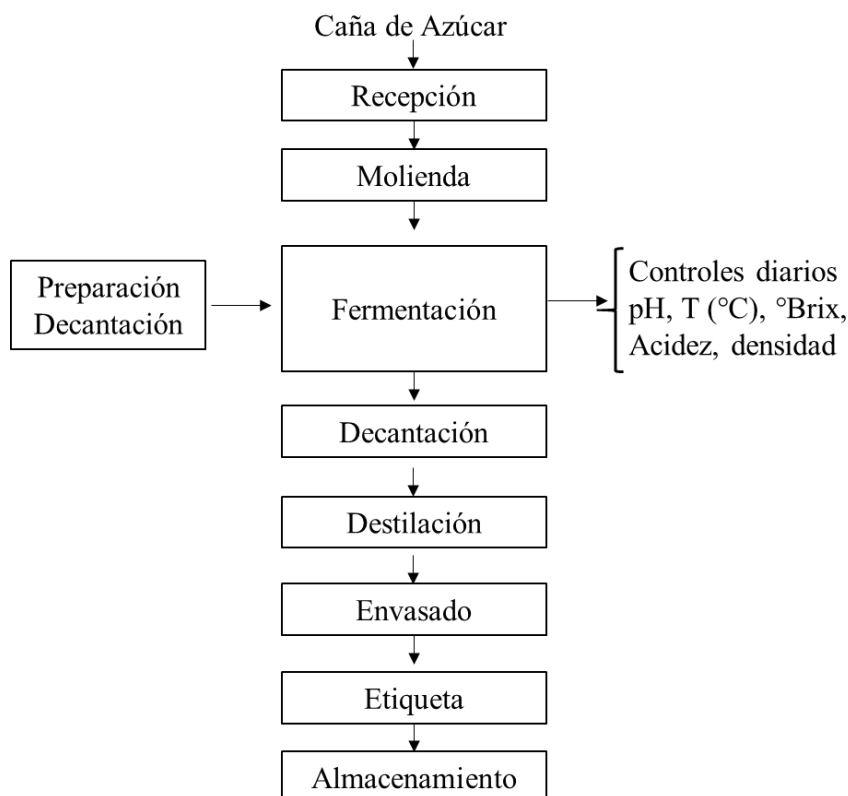 Caña de Azúcar
Recepción
Molienda
Preparación
Decantación
Fermentación
Controles diarios
pH, T (°C), °Brix,
Acidez, densidad
Decantación
Destilación
Envasado
Etiqueta
Almacenamiento